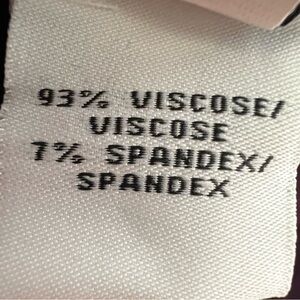 93% VISCOSE/
VISCOSE
7% SPANDEX/
SPANDEX